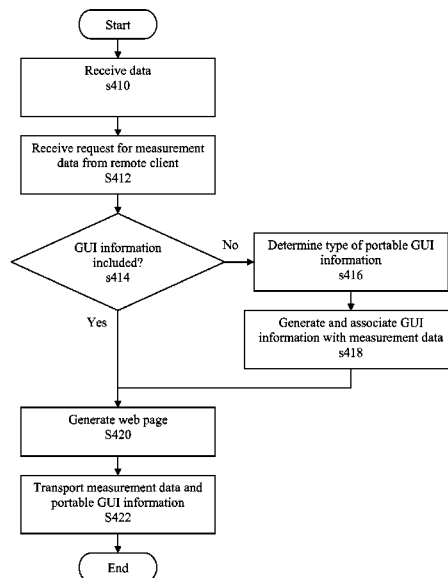 Start
Receive data
s410
Receive request for measurement
data from remote client
S412
GUI information
included?
s414
No
Determine type of portable GUI
information
s416
Yes
Generate and associate GUI
information with measurement data
s418
Generate web page
S420
Transport measurement data and
portable GUI information
S422
End